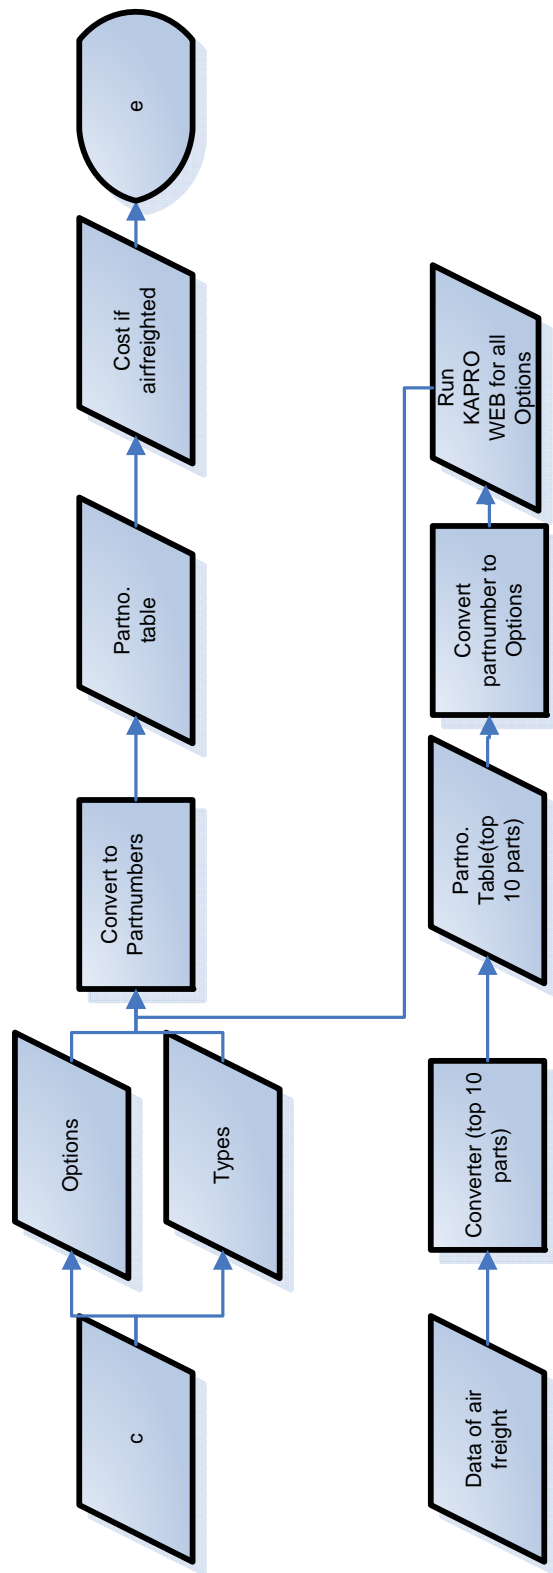 c
Options
Types
Convert to
Partnumbers
Partno.
table
Cost if
airfreighted
e
Data of air
freight
Converter (top 10
parts)
Partno.
Table(top
10 parts)
Convert
partnumber to
Options
Run
KAPRO
WEB for all
Options